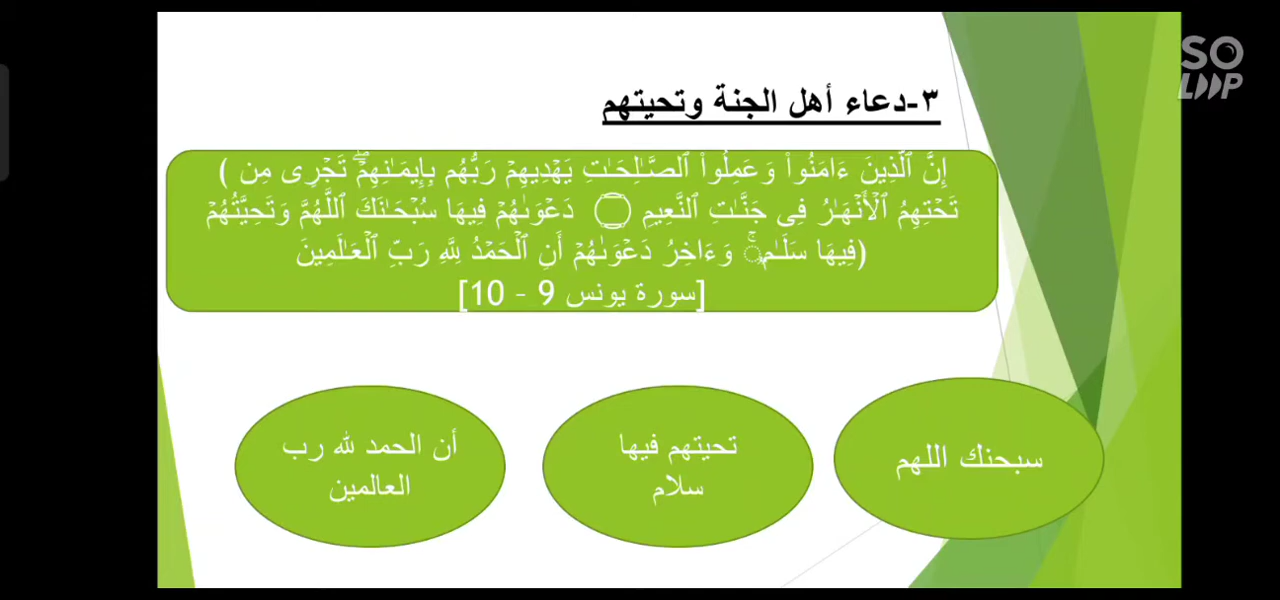 SO
LOOP
٣-دعاء أهل الجنة وتحيتهم
إِنَّ ٱلَّذِينَ ءَامَنُوا۟ وَعَمِلُوا۟ ٱلصَّـٰلِحَـٰتِ يَهْدِيهِمْ رَبُّهُم بِإِيمَـٰنِهِمْۖ تَجْرِى مِن (
تَحْتِهِمُ ٱلْأَنْهَـٰرُ فِى جَنَّـٰتِ ٱلنَّعِيمِ ۝ دَعْوَىٰهُمْ فِيهَا سُبْحَـٰنَكَ ٱللَّهُمَّ وَتَحِيَّتُهُمْ
(فِيهَا سَلَـٰمٌۚ وَءَاخِرُ دَعْوَىٰهُمْ أَنِ ٱلْحَمْدُ لِلَّهِ رَبِّ ٱلْعَـٰلَمِينَ
[سورة يونس 9 - 10]
سبحنك اللهم
تحيتهم فيها
سلام
أن الحمد لله رب
العالمين